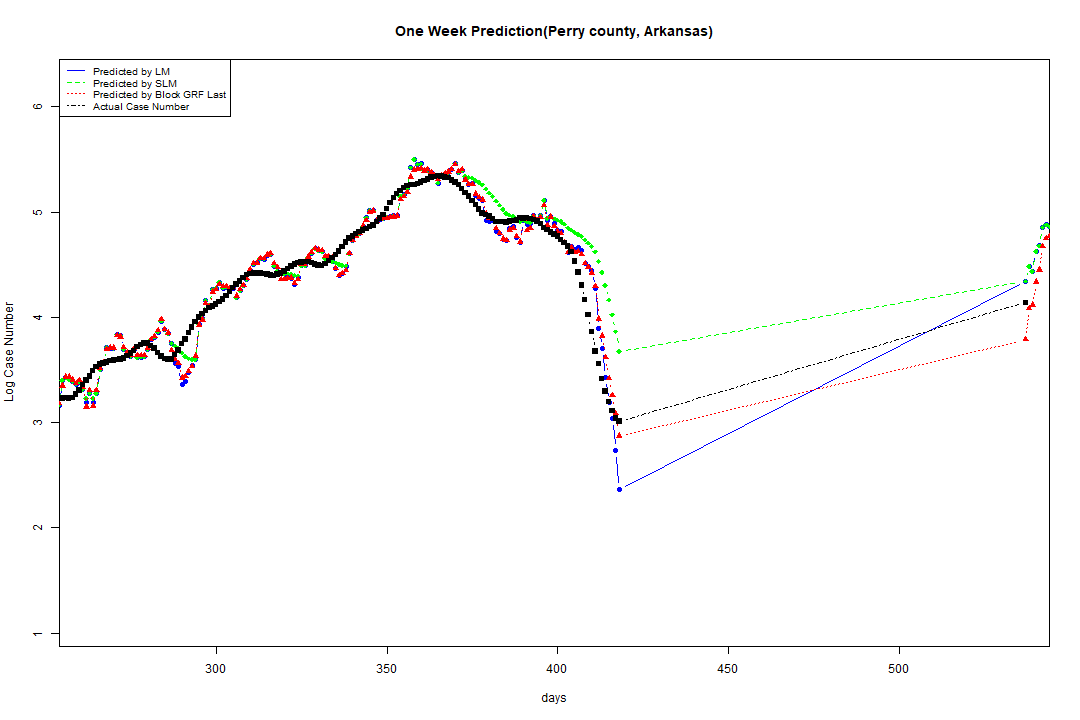 One Week Prediction(Perry county, Arkansas)
Predicted by LM
Predicted by SLM
Predicted by Block GRF Last
Actual Case Number
6
5
4
3
2
1
Log Case Number
300 350 400 450 500
days